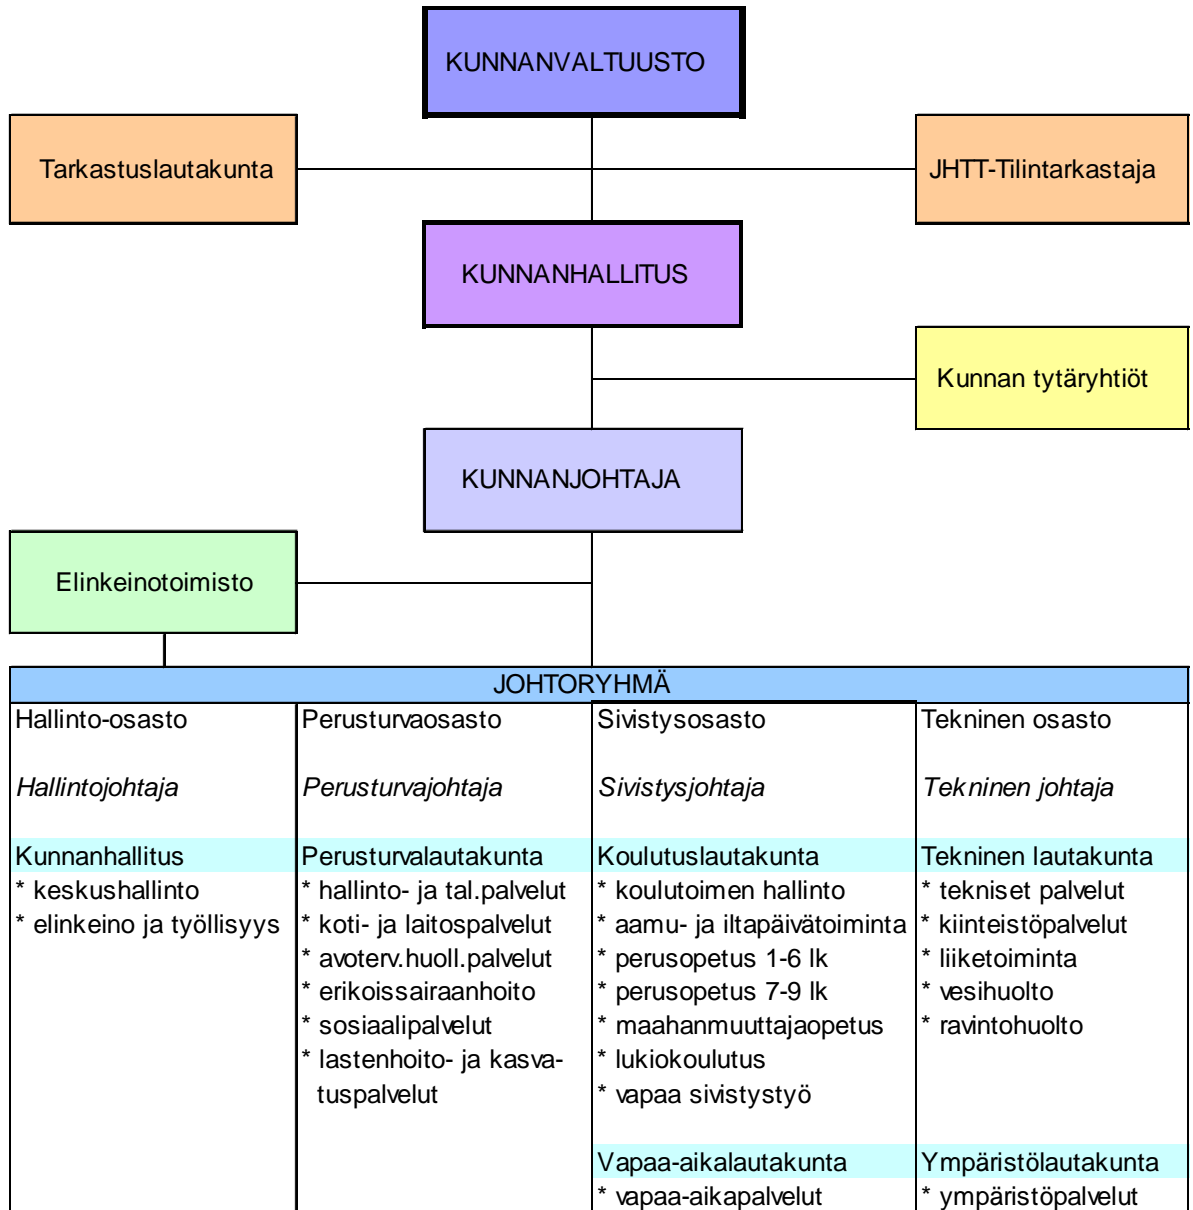 KUNNANVALTUUSTO
Tarkastuslautakunta
JHTT-Tilintarkastaja
KUNNANHALLITUS
Kunnan tytäryhtiöt
KUNNANJOHTAJA
Elinkeinotoimisto
JOHTORYHMÄ
Hallinto-osasto
Hallintojohtaja
Kunnanhallitus
* keskushallinto
* elinkeino ja työllisyys
Perusturvaosasto
Perusturvajohtaja
Perusturvalautakunta
* hallinto- ja tal.palvelut
* koti- ja laitospalvelut
* avoterv.huoll.palvelut
* erikoissairaanhoito
* sosiaalipalvelut
* lastenhoito- ja kasva-
tuspalvelut
Sivistysosasto
Sivistysjohtaja
Koulutuslautakunta
* koulutoimen hallinto
* aamu- ja iltapäivätoiminta
* perusopetus 1-6 lk
* perusopetus 7-9 lk
* maahanmuuttajaopetus
* lukiokoulutus
* vapaa sivistystyö
Vapaa-aikalautakunta
* vapaa-aikapalvelut
Tekninen osasto
Tekninen johtaja
Tekninen lautakunta
* tekniset palvelut
* kiinteistöpalvelut
* liiketoiminta
* vesihuolto
* ravintohuolto
Ympäristölautakunta
* ympäristöpalvelut